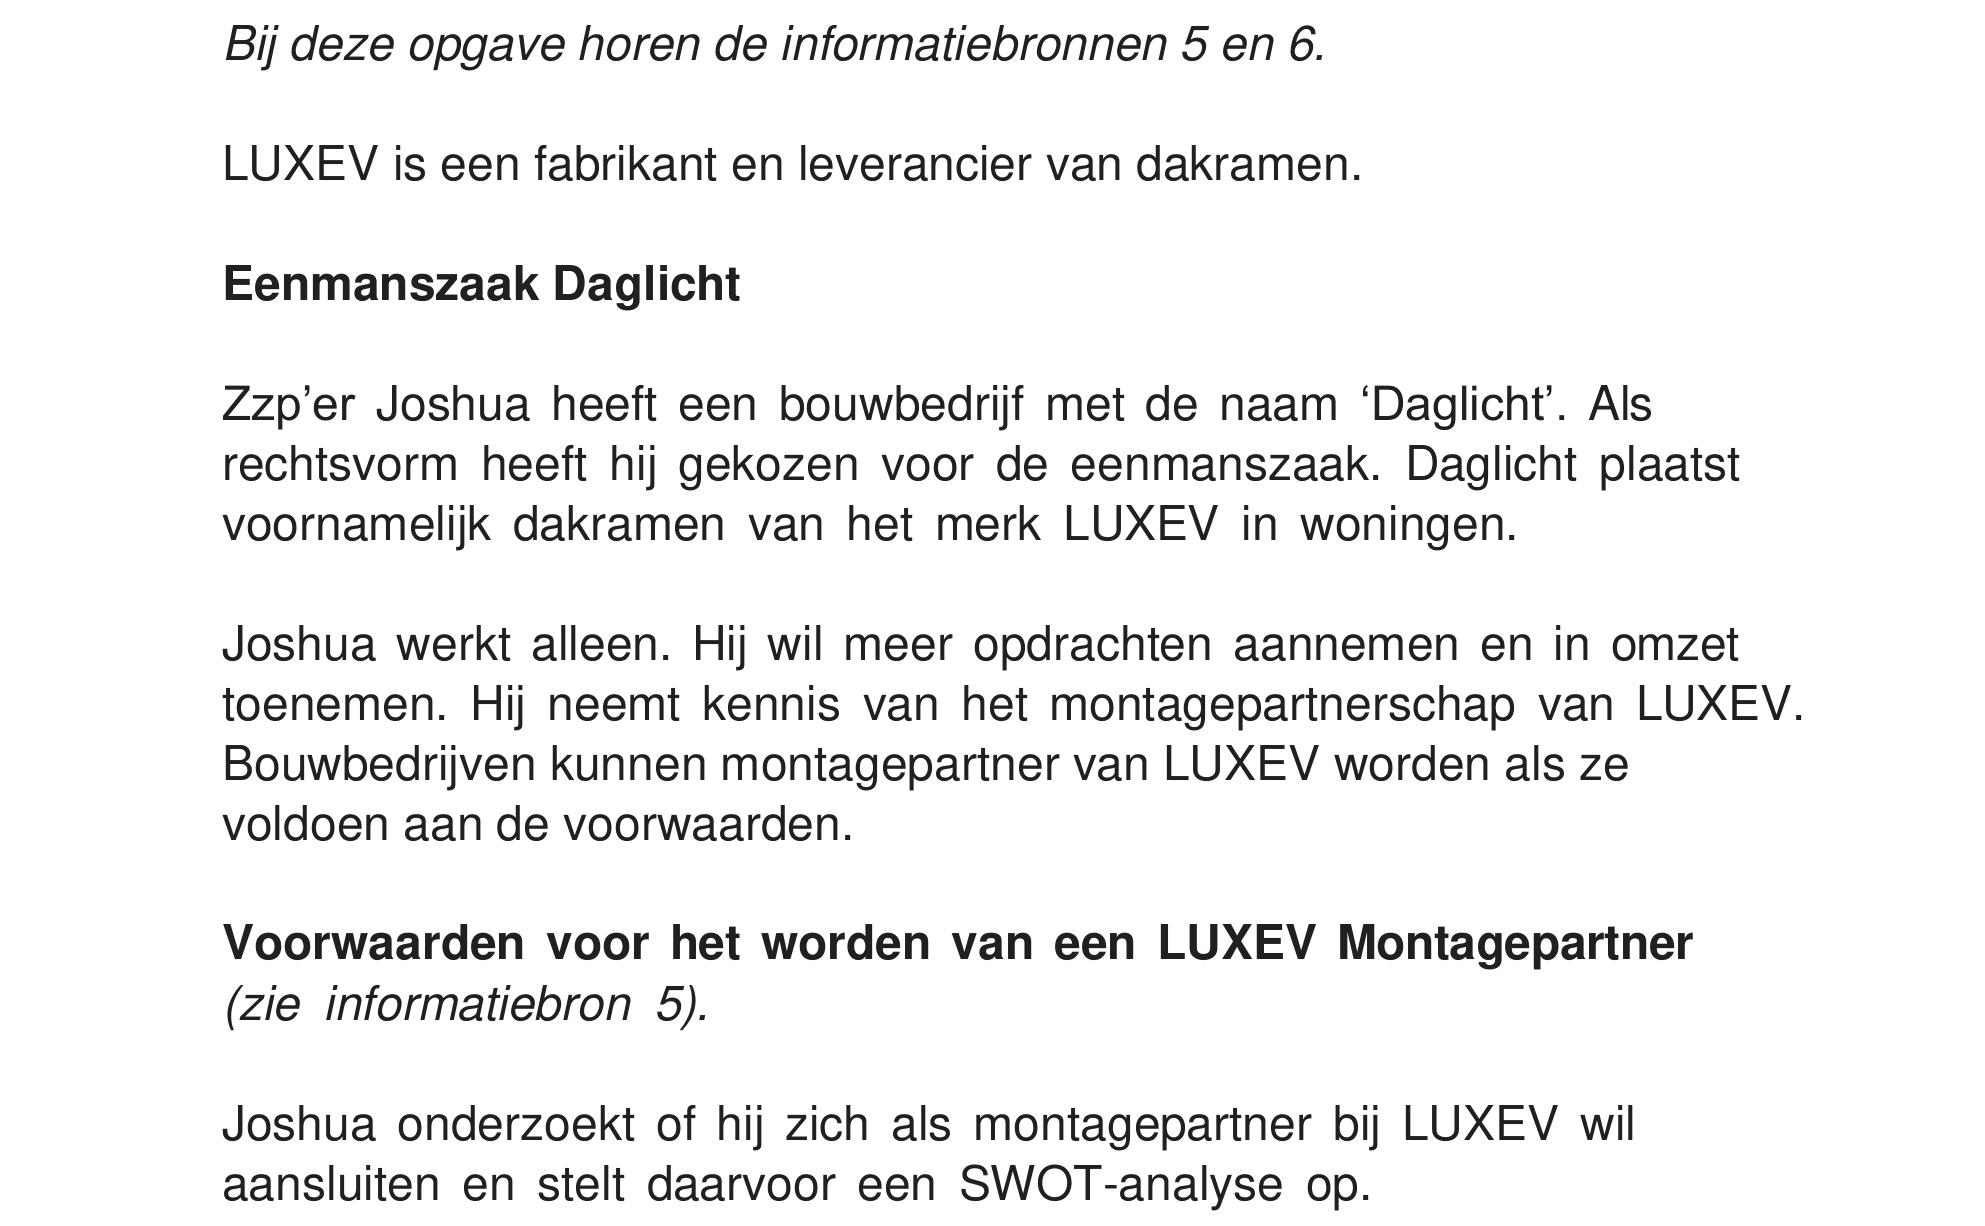 Bij deze opgave horen de informatiebronnen 5 en 6.
LUXEV is een fabrikant en leverancier van dakramen.
Eenmanszaak Daglicht
Zzp’er Joshua heeft een bouwbedrijf met de naam ‘Daglicht’. Als
rechtsvorm heeft hij gekozen voor de eenmanszaak. Daglicht plaatst
voornamelijk dakramen van het merk LUXEV in woningen.
Joshua werkt alleen. Hij wil meer opdrachten aannemen en in omzet
toenemen. Hij neemt kennis van het montagepartnerschap van LUXEV.
Bouwbedrijven kunnen montagepartner van LUXEV worden als ze
voldoen aan de voorwaarden.
Voorwaarden voor het worden van een LUXEV Montagepartner
(zie informatiebron 5).
Joshua onderzoekt of hij zich als montagepartner bij LUXEV wil
aansluiten en stelt daarvoor een SWOT-analyse op.